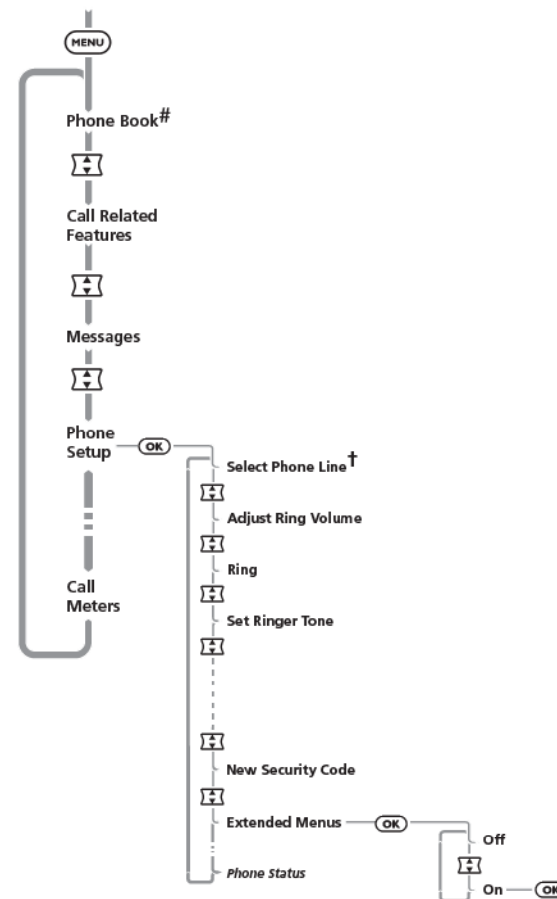 MENU
Phone Book#
Call Related
Features
Messages
Phone
Setup
OK
Select Phone Line†
Adjust Ring Volume
Ring
Set Ringer Tone
Call
Meters
New Security Code
Extended Menus
OK
Off
Phone Status
On
OK